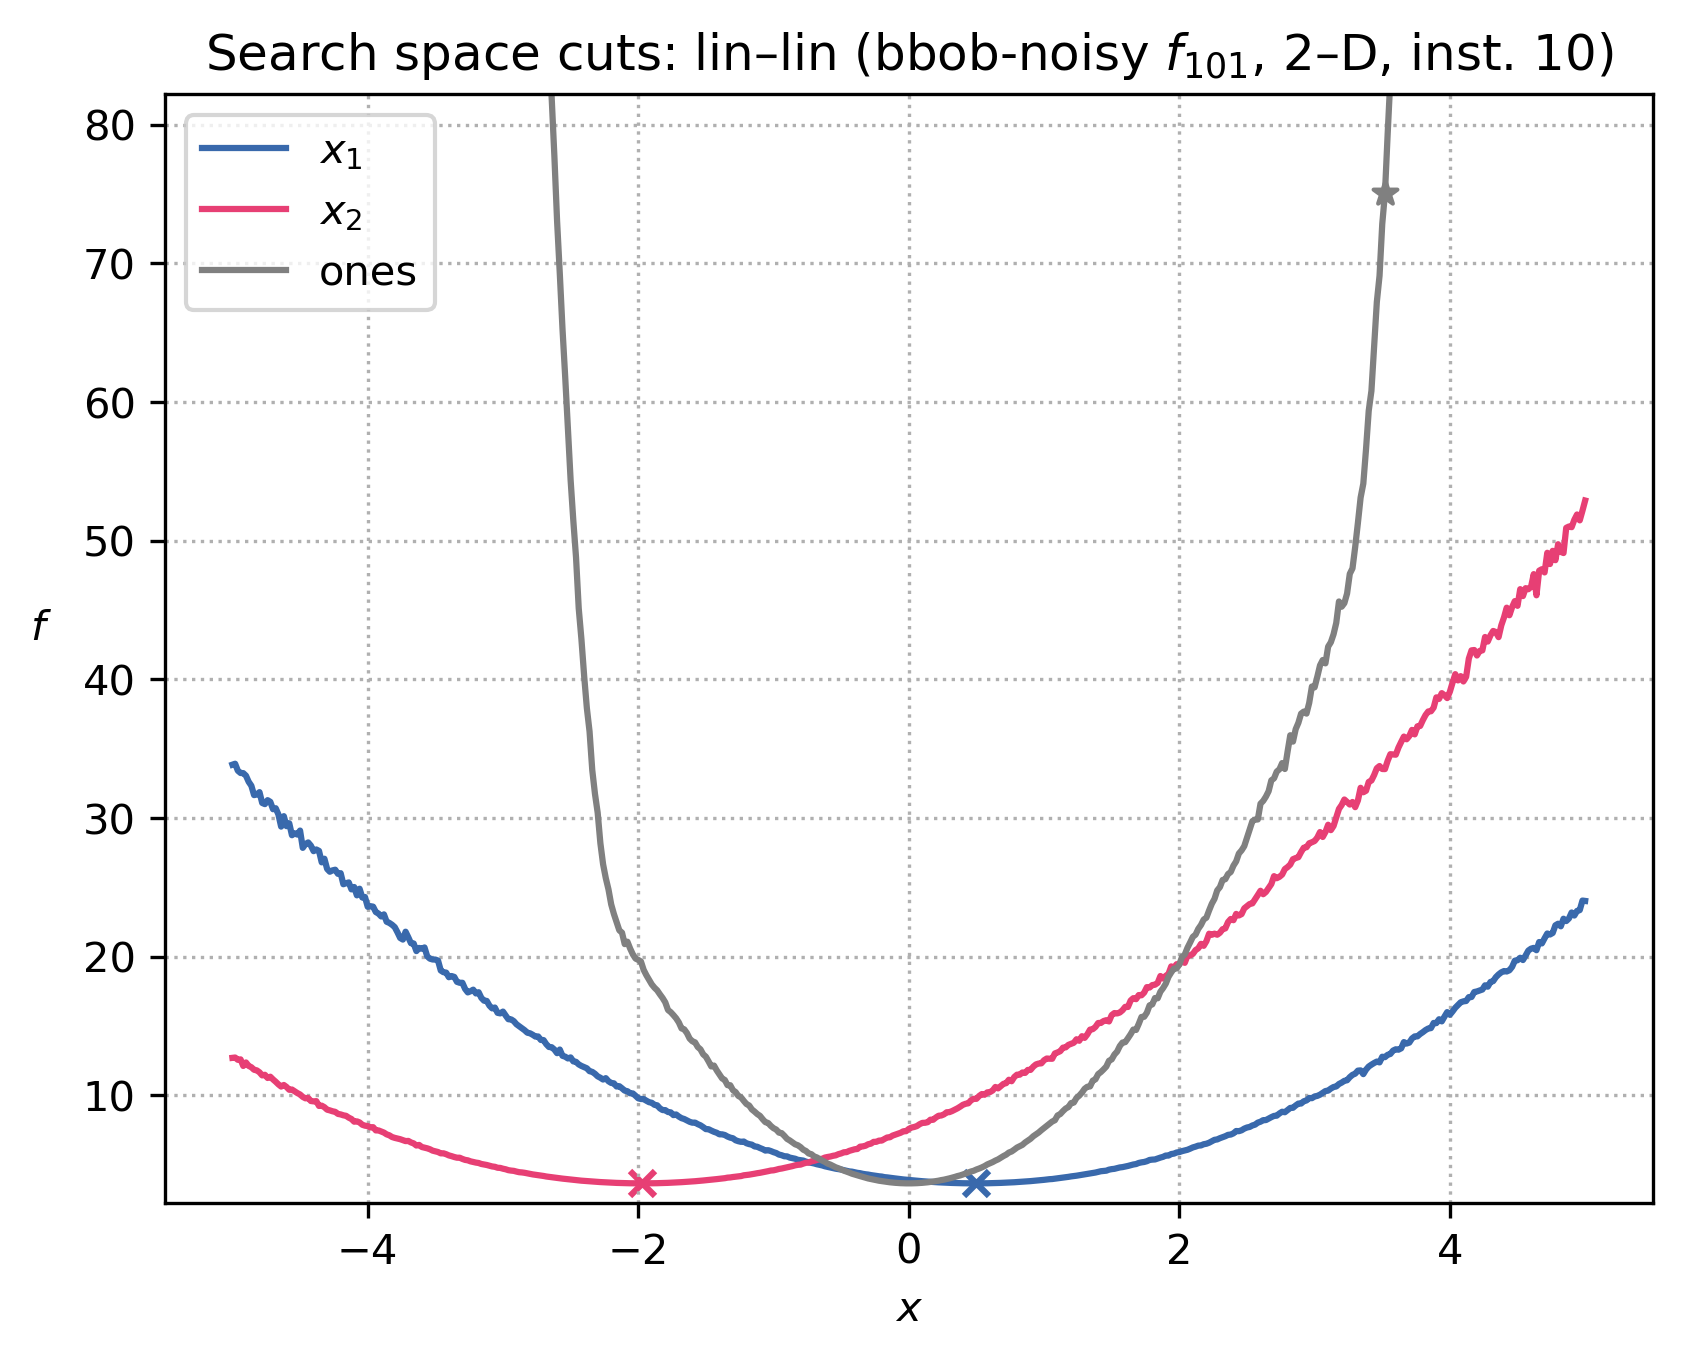 Search space cuts: lin–lin (bbob-noisy f₁₀₁, 2–D, inst. 10)
x₁
x₂
ones
80
70
60
50
40
30
20
10
f
−4
−2
0
2
4
x